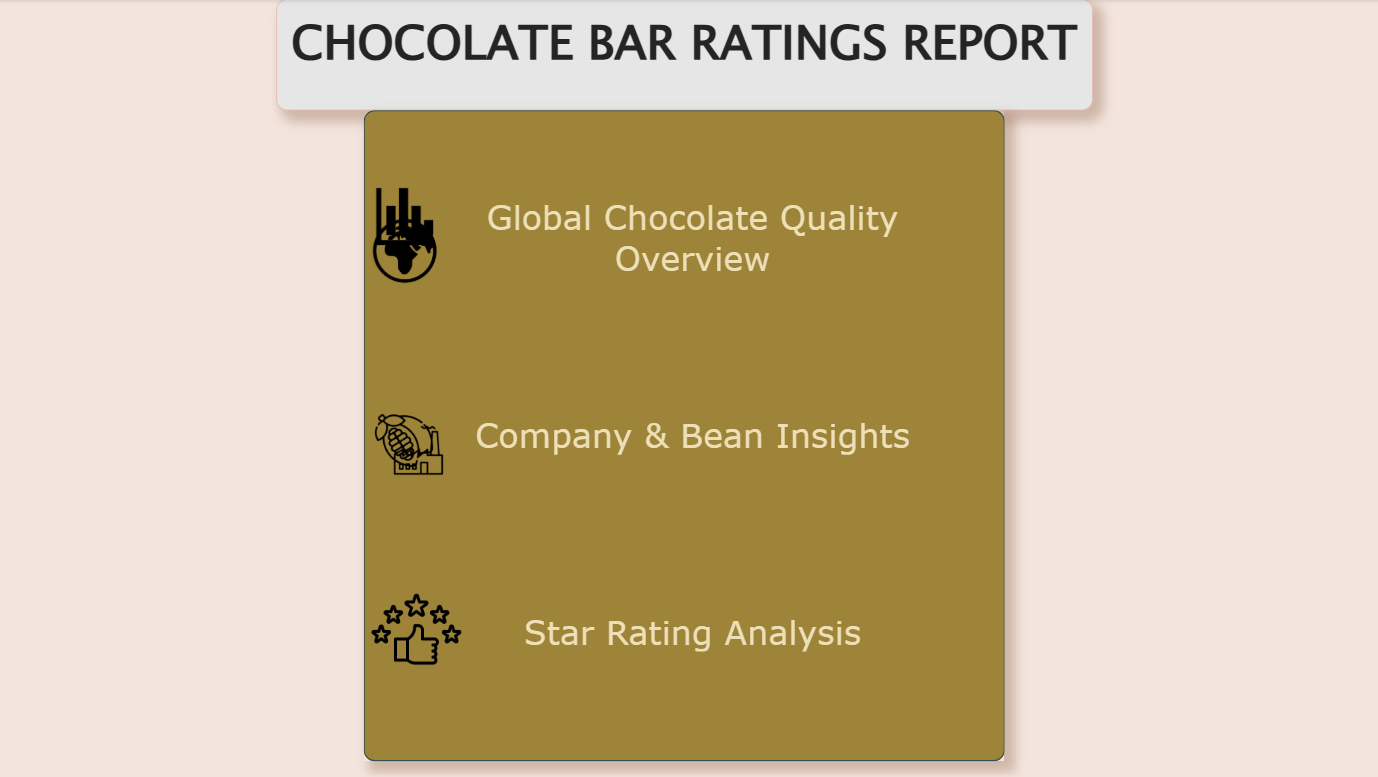 CHOCOLATE BAR RATINGS REPORT
Global Chocolate Quality
Overview
Company & Bean Insights
Star Rating Analysis